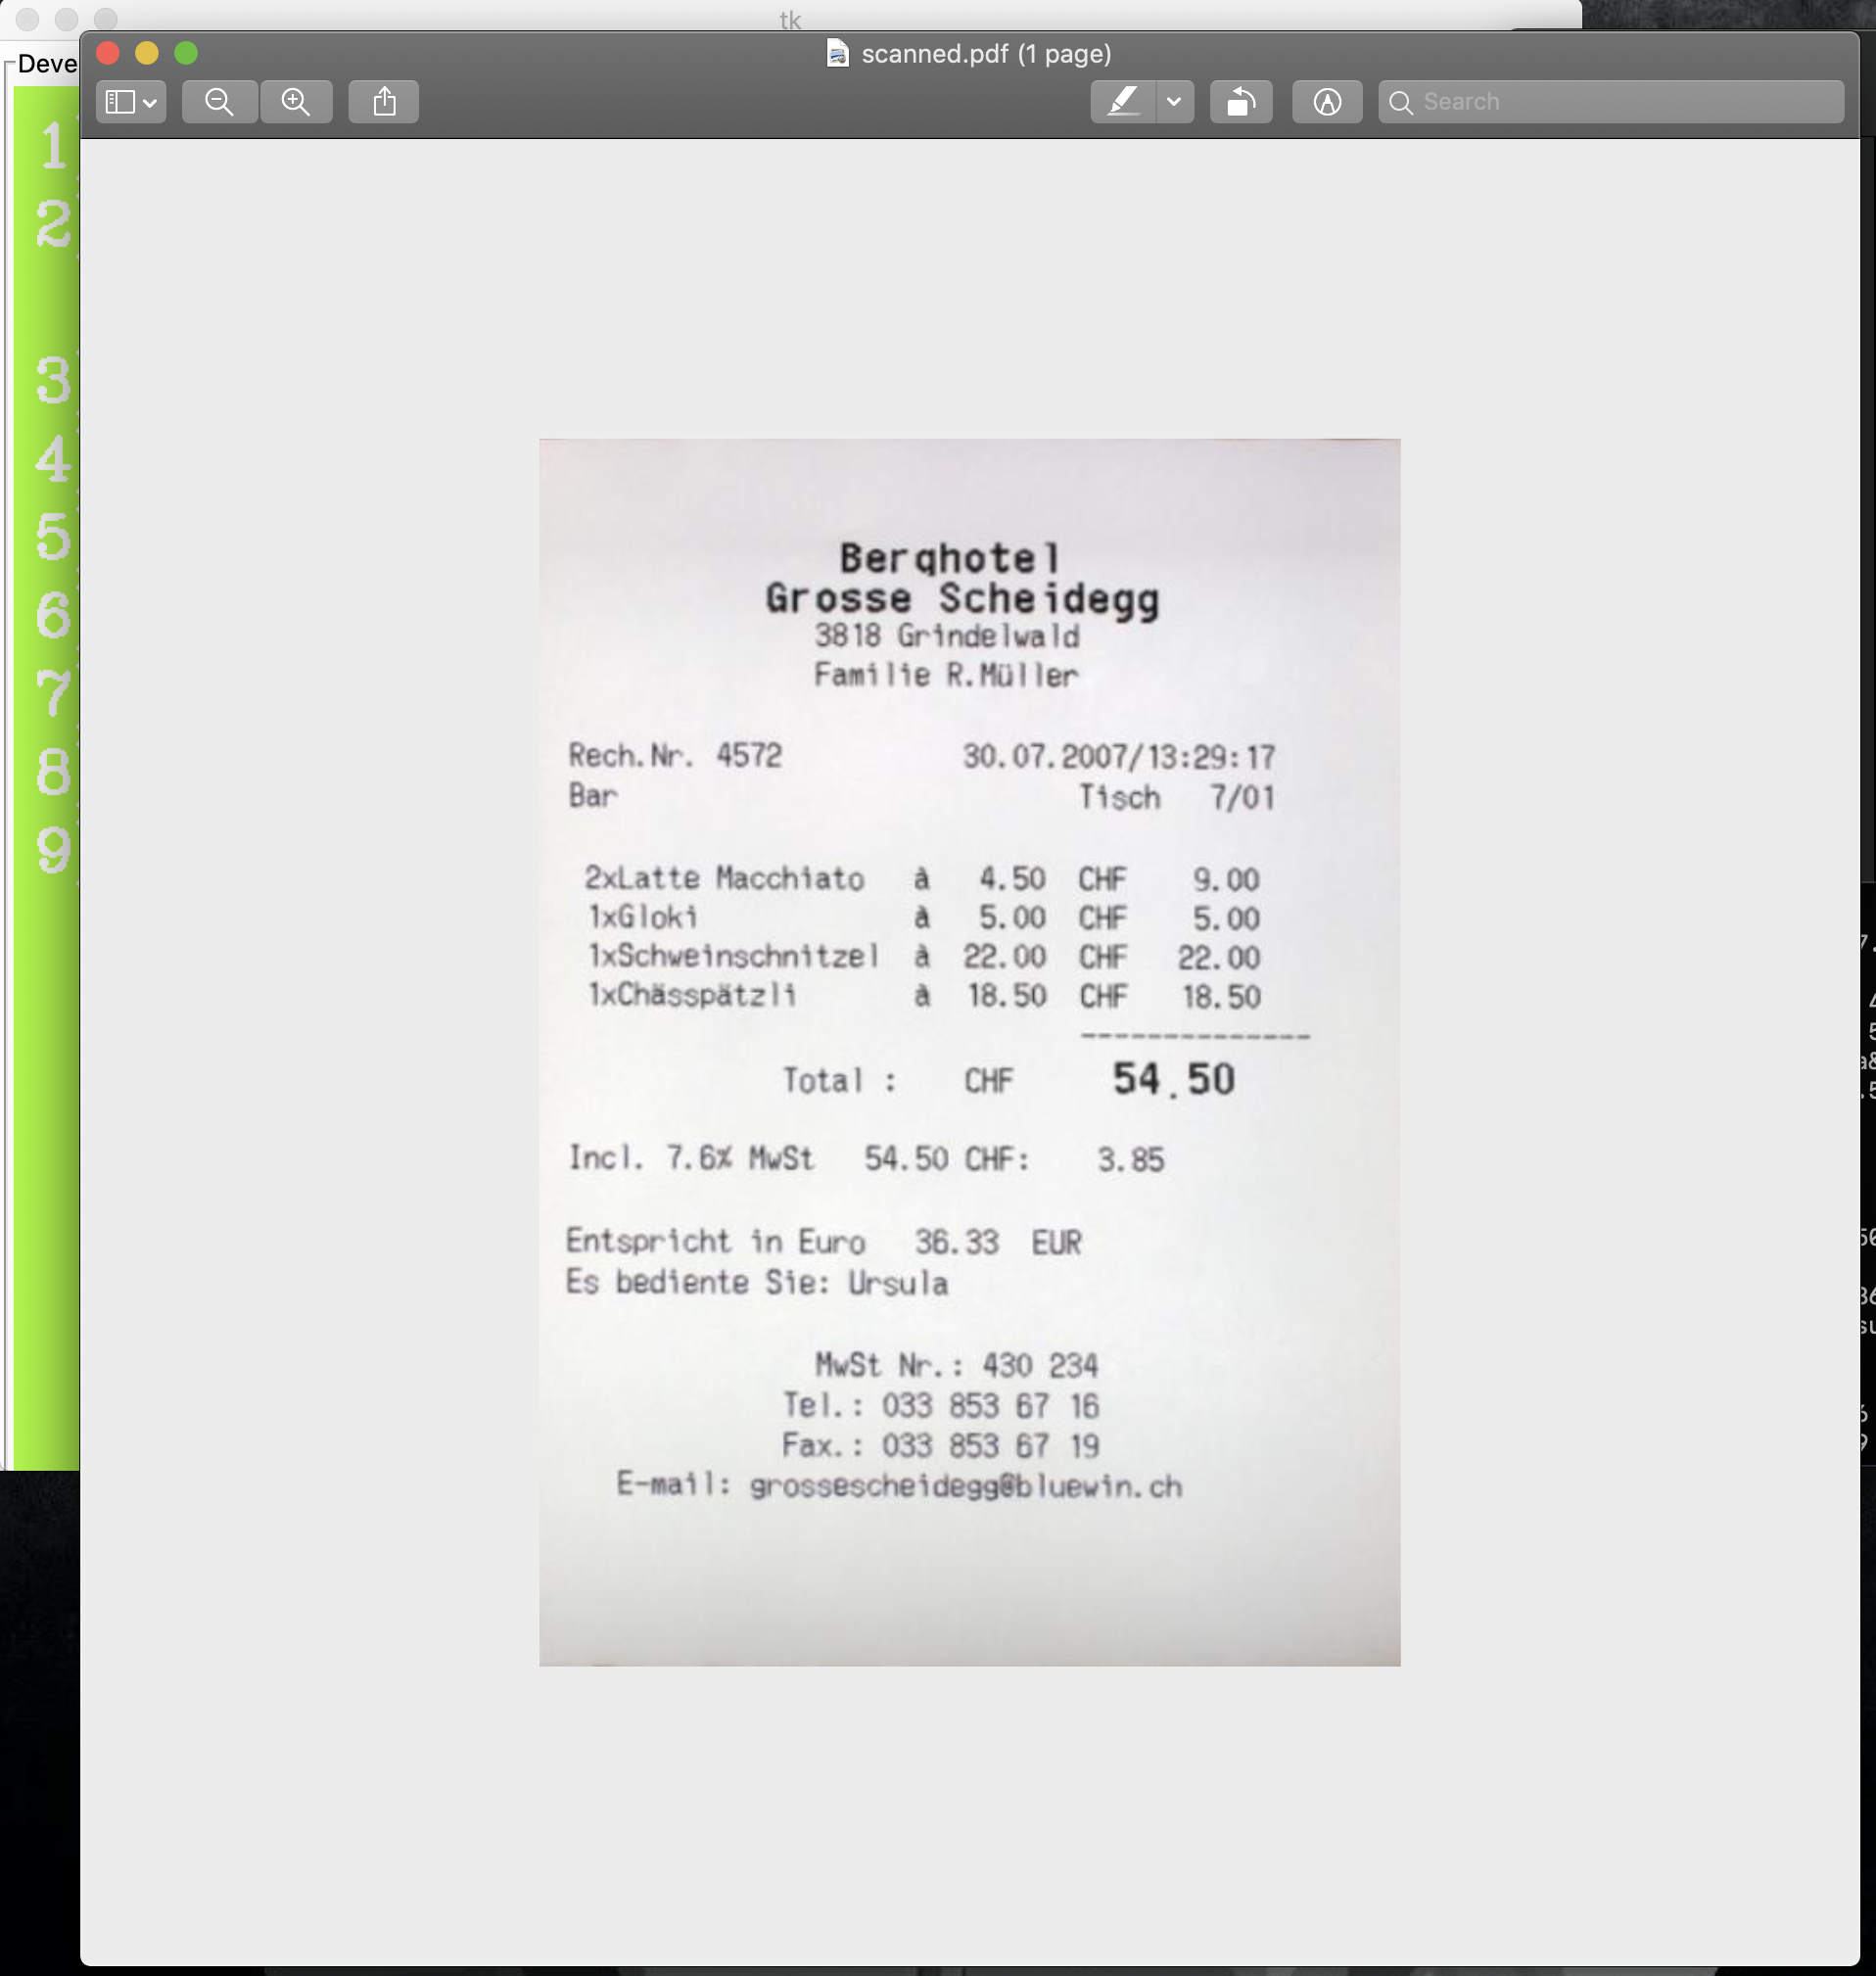 tk
scanned.pdf (1 page)
Deve
Search
1
2
3
4
5
6
7
8
9
Berghotel
Grosse Scheidegg
3818 Grindelwald
Familie R.Müller
Rech.Nr. 4572 30.07.2007/13:29:17
Bar Tisch 7/01
2xLatte Macchiato à 4.50 CHF 9.00
1xGloki à 5.00 CHF 5.00
1xSchweinschnitzel à 22.00 CHF 22.00
1xChässpätzli à 18.50 CHF 18.50
--------------
Total : CHF 54.50
Incl. 7.6% MwSt 54.50 CHF: 3.85
Entspricht in Euro 36.33 EUR
Es bediente Sie: Ursula
MwSt Nr.: 430 234
Tel.: 033 853 67 16
Fax.: 033 853 67 19
E-mail: grossescheidegg@bluewin.ch